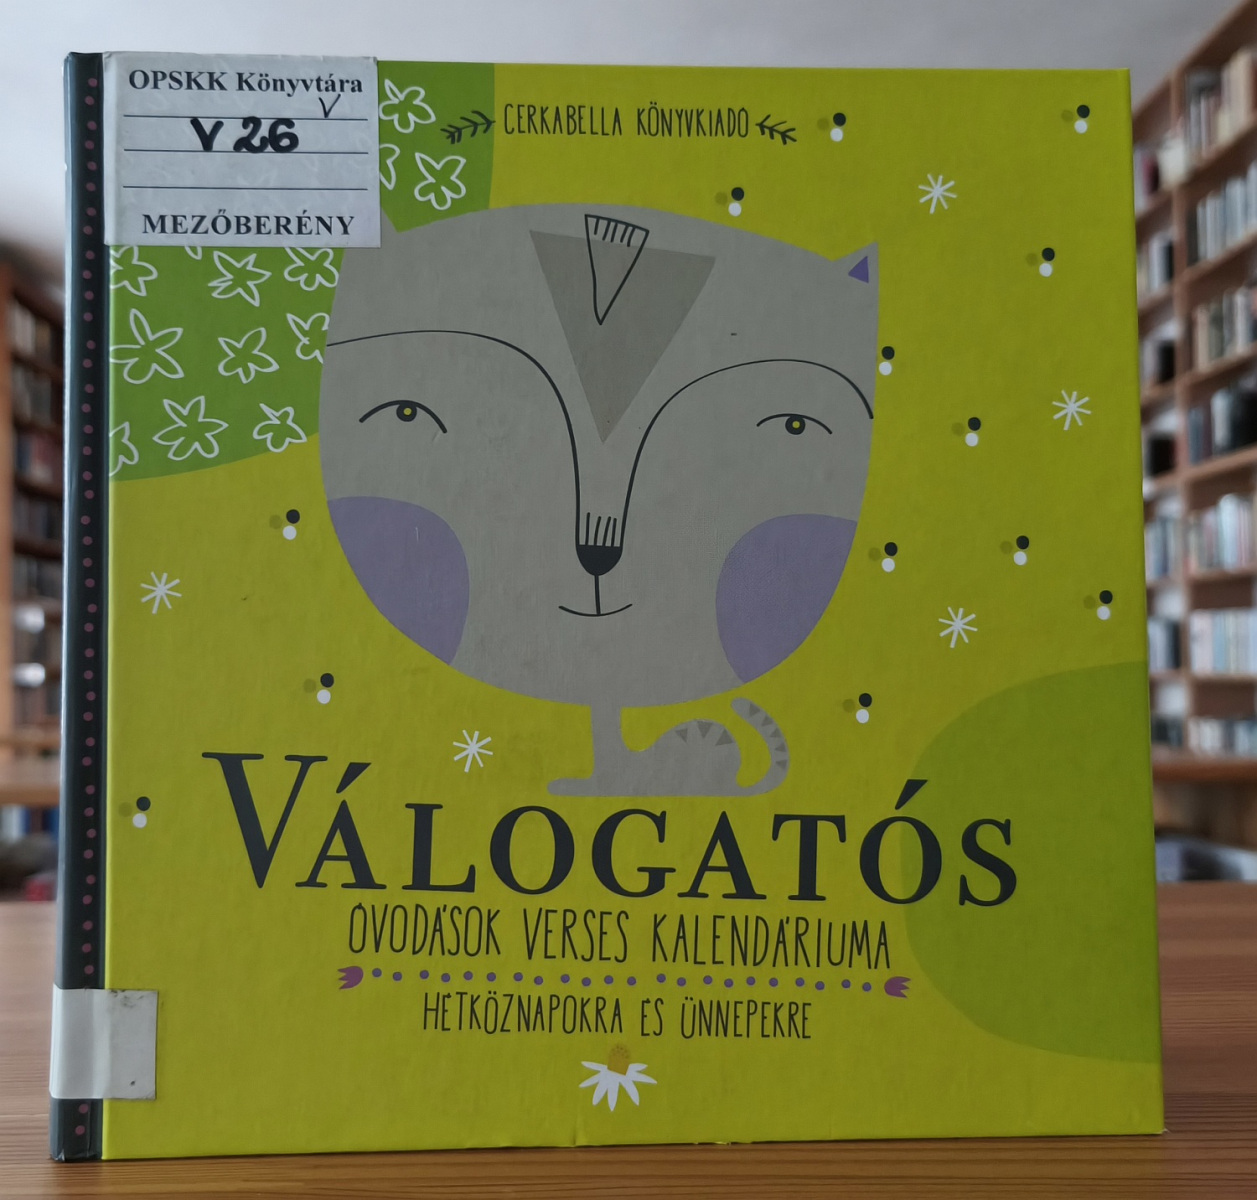 OPSKK Könyvtára
V
V 26
MEZŐBERÉNY
CERKABELLA KÖNYVKIADÓ
VÁLOGATÓS
ÓVODÁSOK VERSES KALENDÁRIUMA
HÉTKÖZNAPOKRA ÉS ÜNNEPEKRE